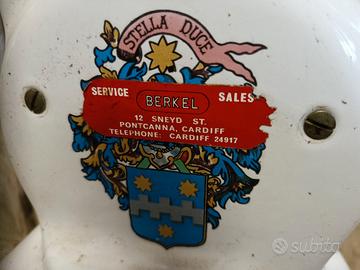 STELLA DUCE
SERVICE BERKEL SALES
12 SNEYD ST.
PONTCANNA, CARDIFF
TELEPHONE: CARDIFF 24917
subito